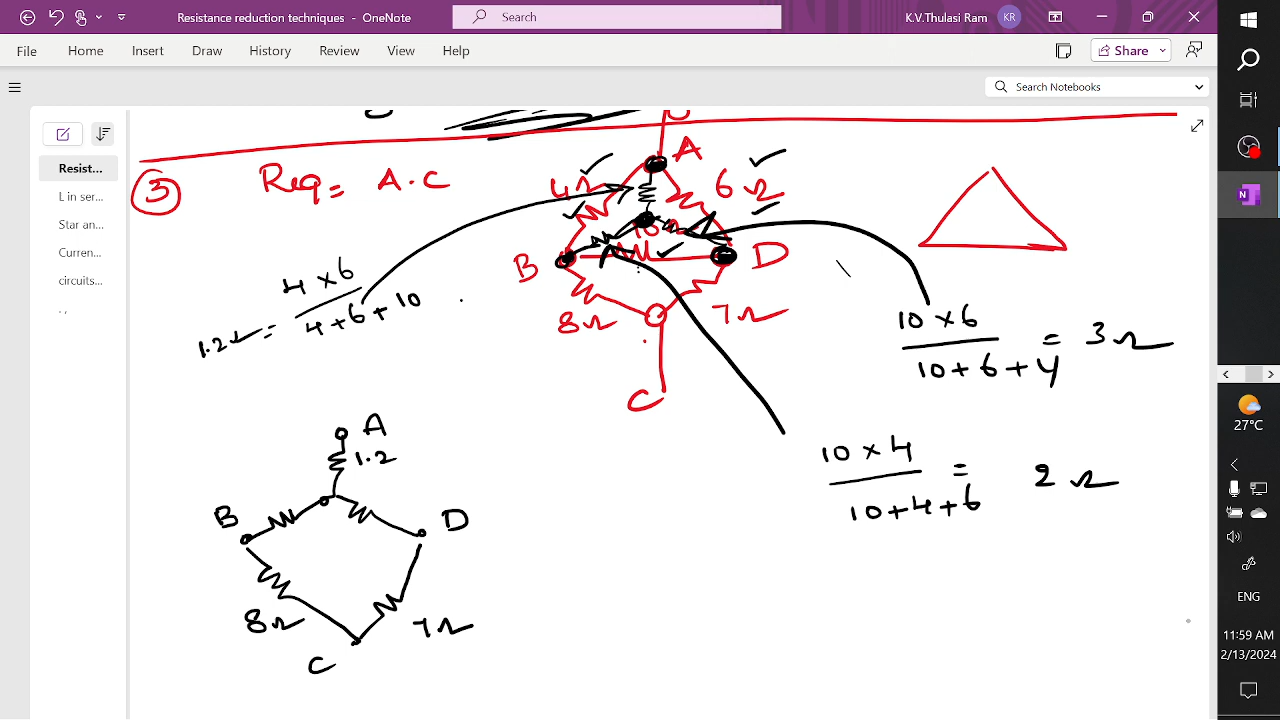 Resistance reduction techniques - OneNote
Search
K.V.Thulasi Ram
KR
File Home Insert Draw History Review View Help
Share
Search Notebooks
Resist...
L in ser...
Star an...
Curren...
circuits...
3 Req = A.C
A
4Ω
6Ω
10Ω
B
D
8Ω
7Ω
C
4 × 6
4 + 6 + 10
1.2Ω =
10 × 6
10 + 6 + 4
= 3Ω
10 × 4
10 + 4 + 6
= 2Ω
A
1.2
B
D
8Ω
7Ω
C
27°C
ENG
11:59 AM
2/13/2024